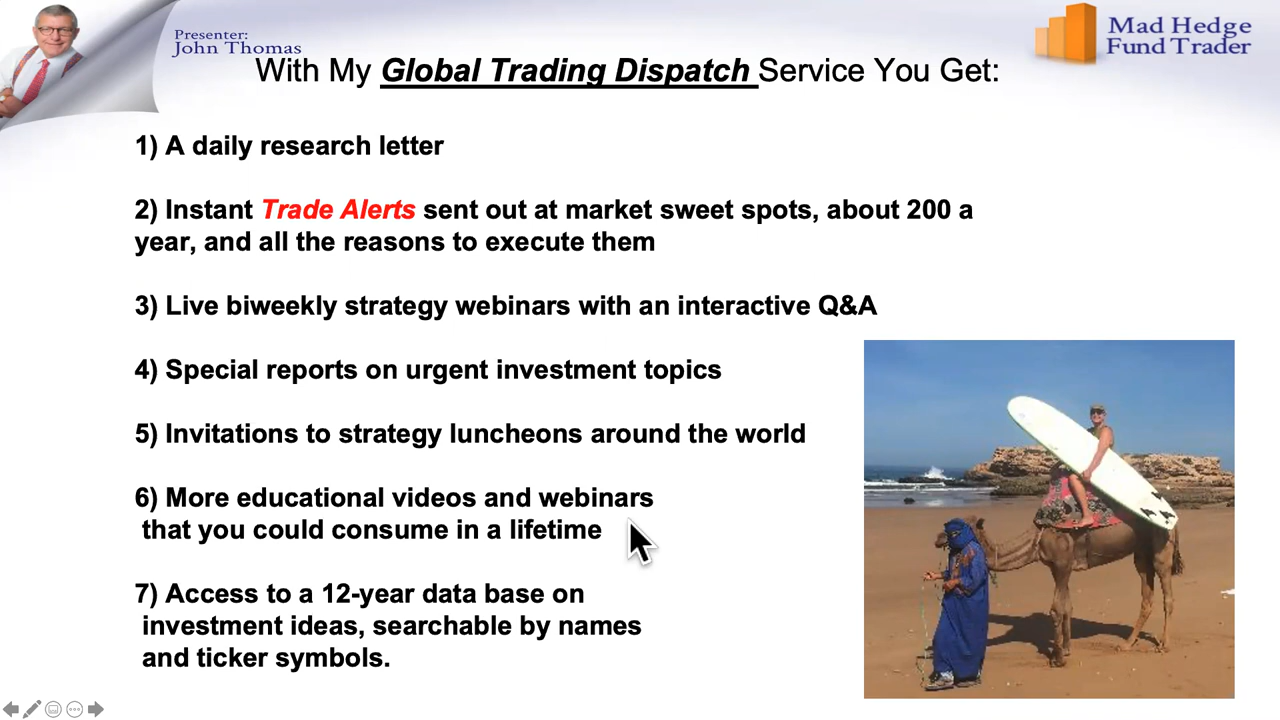 Presenter:
John Thomas
Mad Hedge
Fund Trader
With My Global Trading Dispatch Service You Get:
1) A daily research letter
2) Instant Trade Alerts sent out at market sweet spots, about 200 a
year, and all the reasons to execute them
3) Live biweekly strategy webinars with an interactive Q&A
4) Special reports on urgent investment topics
5) Invitations to strategy luncheons around the world
6) More educational videos and webinars
that you could consume in a lifetime
7) Access to a 12-year data base on
investment ideas, searchable by names
and ticker symbols.